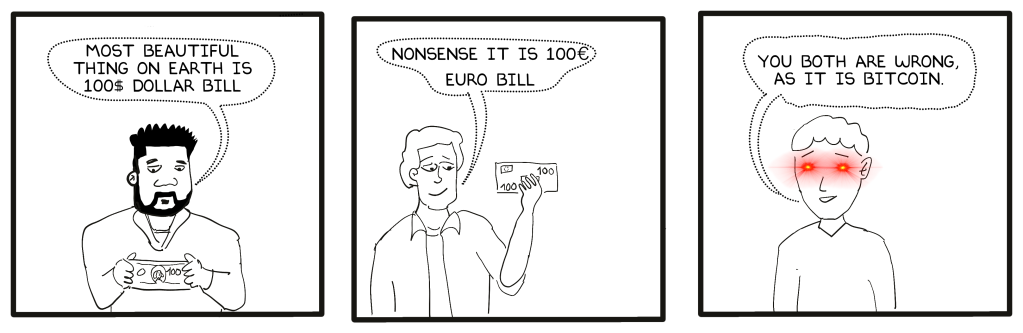 MOST BEAUTIFUL
THING ON EARTH IS
100$ DOLLAR BILL
100
NONSENSE IT IS 100€
EURO BILL
100
100
YOU BOTH ARE WRONG,
AS IT IS BITCOIN.